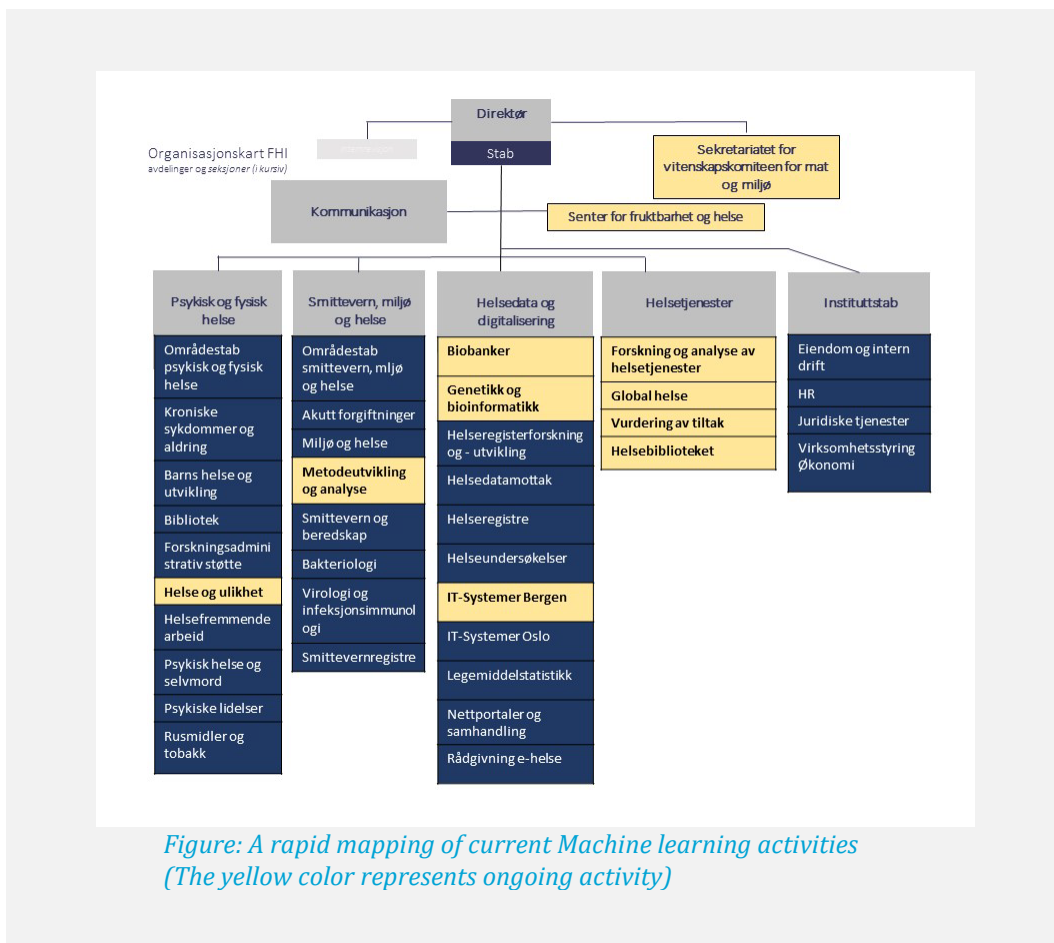 Direktør
Stab
Organisasjonskart FHI
avdelinger og seksjoner (i kursiv)
Sekretariatet for
vitenskapskomiteen for mat
og miljø
Kommunikasjon
Senter for fruktbarhet og helse
Psykisk og fysisk
helse
Områdestab
psykisk og fysisk
helse
Kroniske
sykdommer og
aldring
Barns helse og
utvikling
Bibliotek
Forskningsadmini
strativ støtte
Helse og ulikhet
Helsefremmende
arbeid
Psykisk helse og
selvmord
Psykiske lidelser
Rusmidler og
tobakk
Smittevern, miljø
og helse
Områdestab
smittevern, mljø
og helse
Akutt forgiftninger
Miljø og helse
Metodeutvikling
og analyse
Smittevern og
beredskap
Bakteriologi
Virologi og
infeksjonsimmunol
ogi
Smittevernregistre
Helsedata og
digitalisering
Biobanker
Genetikk og
bioinformatikk
Helseregisterforskning
og - utvikling
Helsedatamottak
Helseregistre
Helseundersøkelser
IT-Systemer Bergen
IT-Systemer Oslo
Legemiddelstatistikk
Nettportaler og
samhandling
Rådgivning e-helse
Helsetjenester
Forskning og analyse av
helsetjenester
Global helse
Vurdering av tiltak
Helsebiblioteket
Instituttstab
Eiendom og intern
drift
HR
Juridiske tjenester
Virksomhetsstyring
Økonomi
Figure: A rapid mapping of current Machine learning activities
(The yellow color represents ongoing activity)